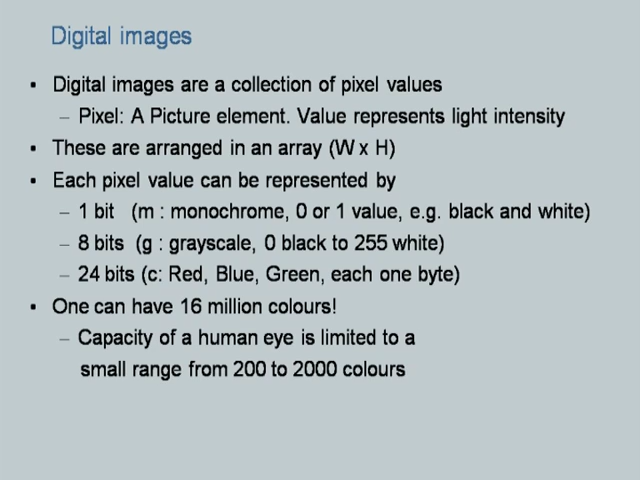 Digital images
▪ Digital images are a collection of pixel values
– Pixel: A Picture element. Value represents light intensity
▪ These are arranged in an array (W x H)
▪ Each pixel value can be represented by
– 1 bit (m : monochrome, 0 or 1 value, e.g. black and white)
– 8 bits (g : grayscale, 0 black to 255 white)
– 24 bits (c: Red, Blue, Green, each one byte)
▪ One can have 16 million colours!
– Capacity of a human eye is limited to a
small range from 200 to 2000 colours